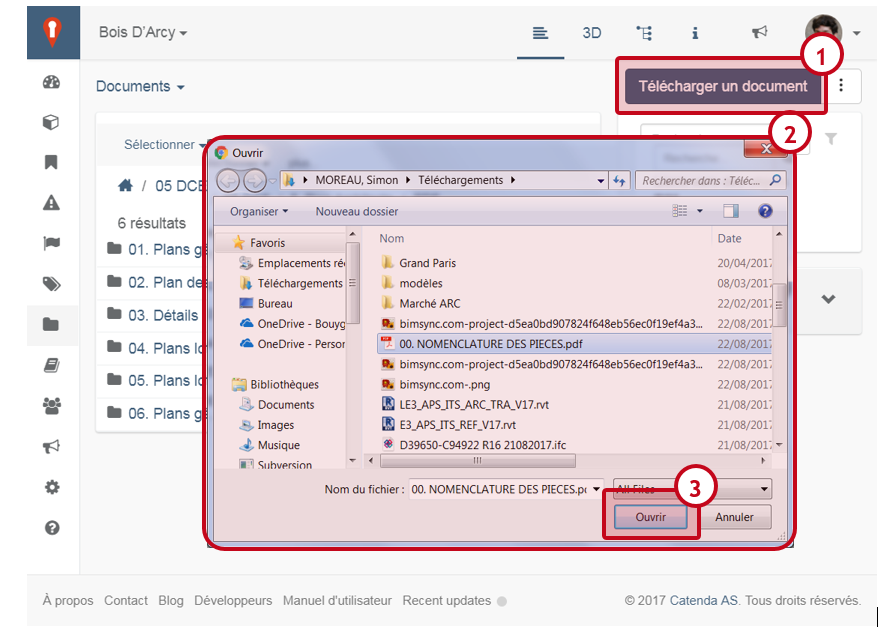 Bois D'Arcy
3D
1
Documents
Télécharger un document
2
Sélectionner
Ouvrir
MOREAU, Simon
Téléchargements
Rechercher dans : Téléc...
/ 05 DCE
Organiser
Nouveau dossier
6 résultats
Favoris
Nom
Date
01. Plans g
Emplacements ré
Grand Paris
20/04/2017
02. Plan de
Téléchargements
modèles
08/03/2017
Bureau
Marché ARC
22/02/2017
03. Détails
OneDrive - Bouyg
bimsync.com-project-d5ea0bd907824f648eb56ec0f19ef4a3...
22/08/2017
04. Plans lo
OneDrive - Person
00. NOMENCLATURE DES PIECES.pdf
22/08/2017
bimsync.com-project-d5ea0bd907824f648eb56ec0f19ef4a3...
22/08/2017
05. Plans lo
Bibliothèques
bimsync.com-.png
22/08/2017
Documents
LE3_APS_ITS_ARC_TRA_V17.rvt
21/08/2017
06. Plans g
Images
E3_APS_ITS_REF_V17.rvt
21/08/2017
Musique
D39650-C94922 R16 21082017.ifc
21/08/2017
Subversion
Nom du fichier :
00. NOMENCLATURE DES PIECES.p
All Files
3
Ouvrir
Annuler
À propos Contact Blog Développeurs Manuel d'utilisateur Recent updates
© 2017 Catenda AS. Tous droits réservés.